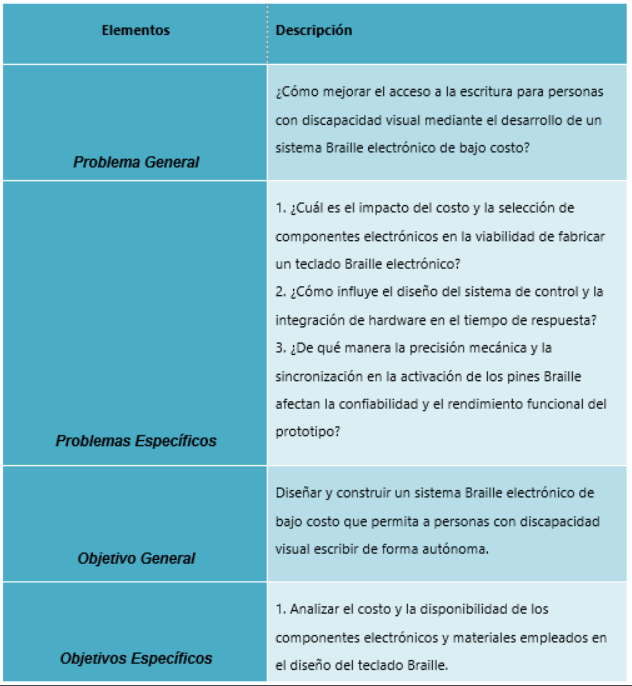 Elementos
Descripción
Problema General
¿Cómo mejorar el acceso a la escritura para personas
con discapacidad visual mediante el desarrollo de un
sistema Braille electrónico de bajo costo?
Problemas Específicos
1. ¿Cuál es el impacto del costo y la selección de
componentes electrónicos en la viabilidad de fabricar
un teclado Braille electrónico?
2. ¿Cómo influye el diseño del sistema de control y la
integración de hardware en el tiempo de respuesta?
3. ¿De qué manera la precisión mecánica y la
sincronización en la activación de los pines Braille
afectan la confiabilidad y el rendimiento funcional del
prototipo?
Objetivo General
Diseñar y construir un sistema Braille electrónico de
bajo costo que permita a personas con discapacidad
visual escribir de forma autónoma.
Objetivos Específicos
1. Analizar el costo y la disponibilidad de los
componentes electrónicos y materiales empleados en
el diseño del teclado Braille.